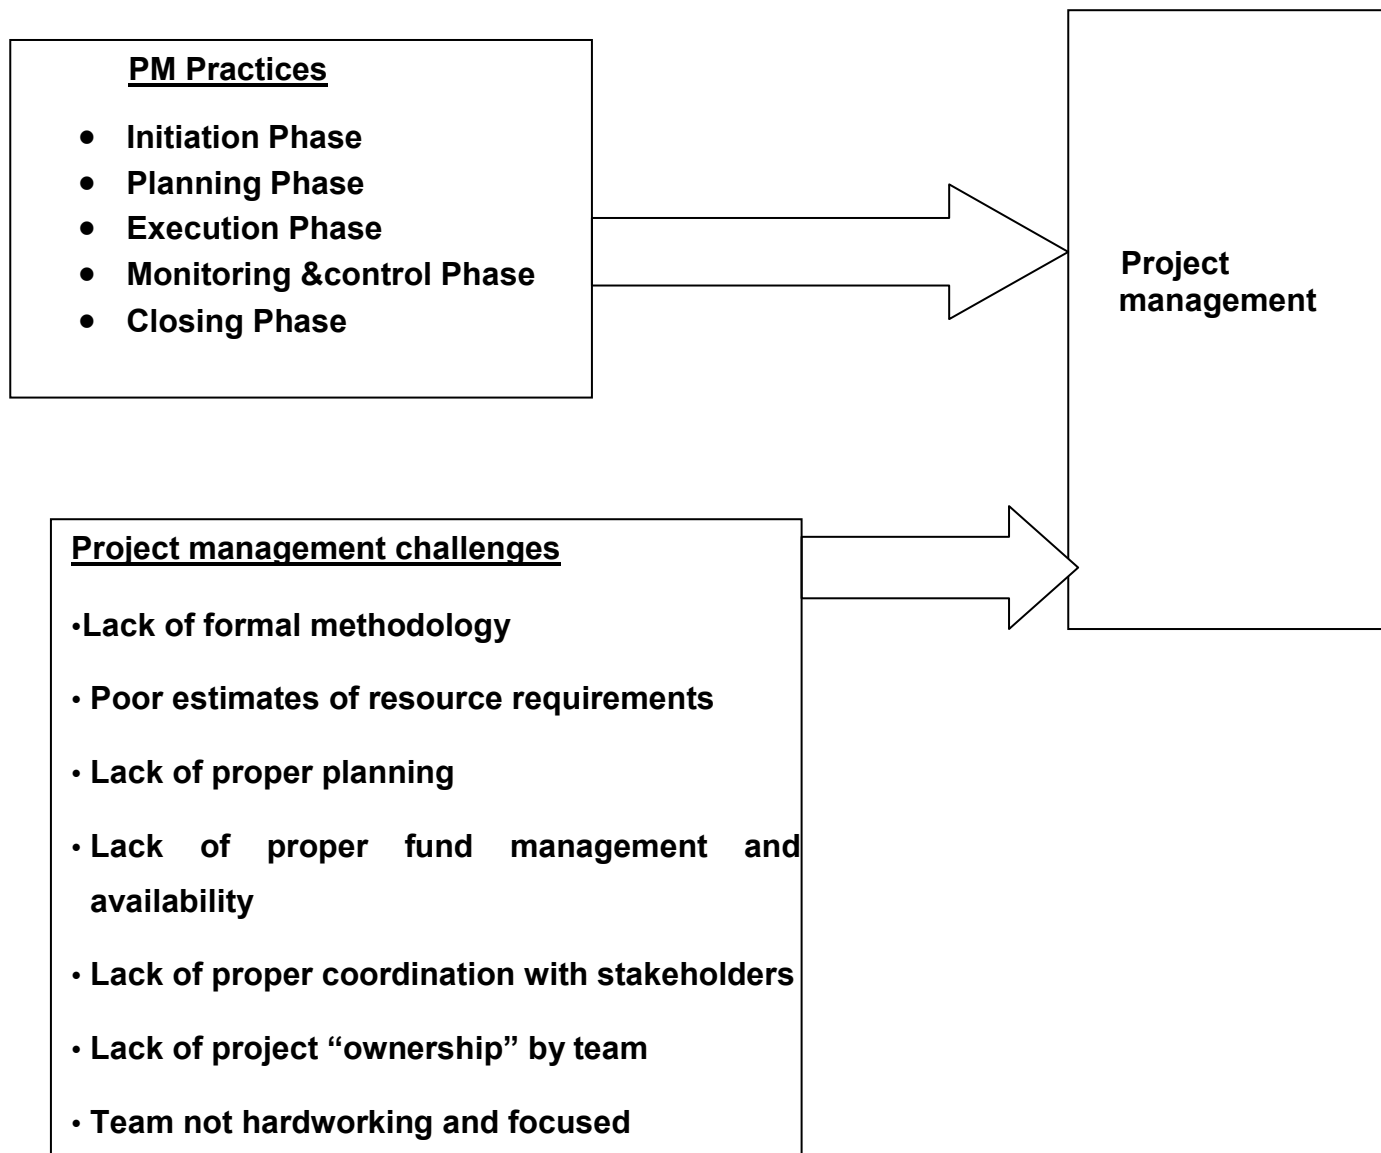 PM Practices
● Initiation Phase
● Planning Phase
● Execution Phase
● Monitoring &control Phase
● Closing Phase
Project
management
Project management challenges
•Lack of formal methodology
• Poor estimates of resource requirements
• Lack of proper planning
• Lack of proper fund management and
availability
• Lack of proper coordination with stakeholders
• Lack of project “ownership” by team
• Team not hardworking and focused